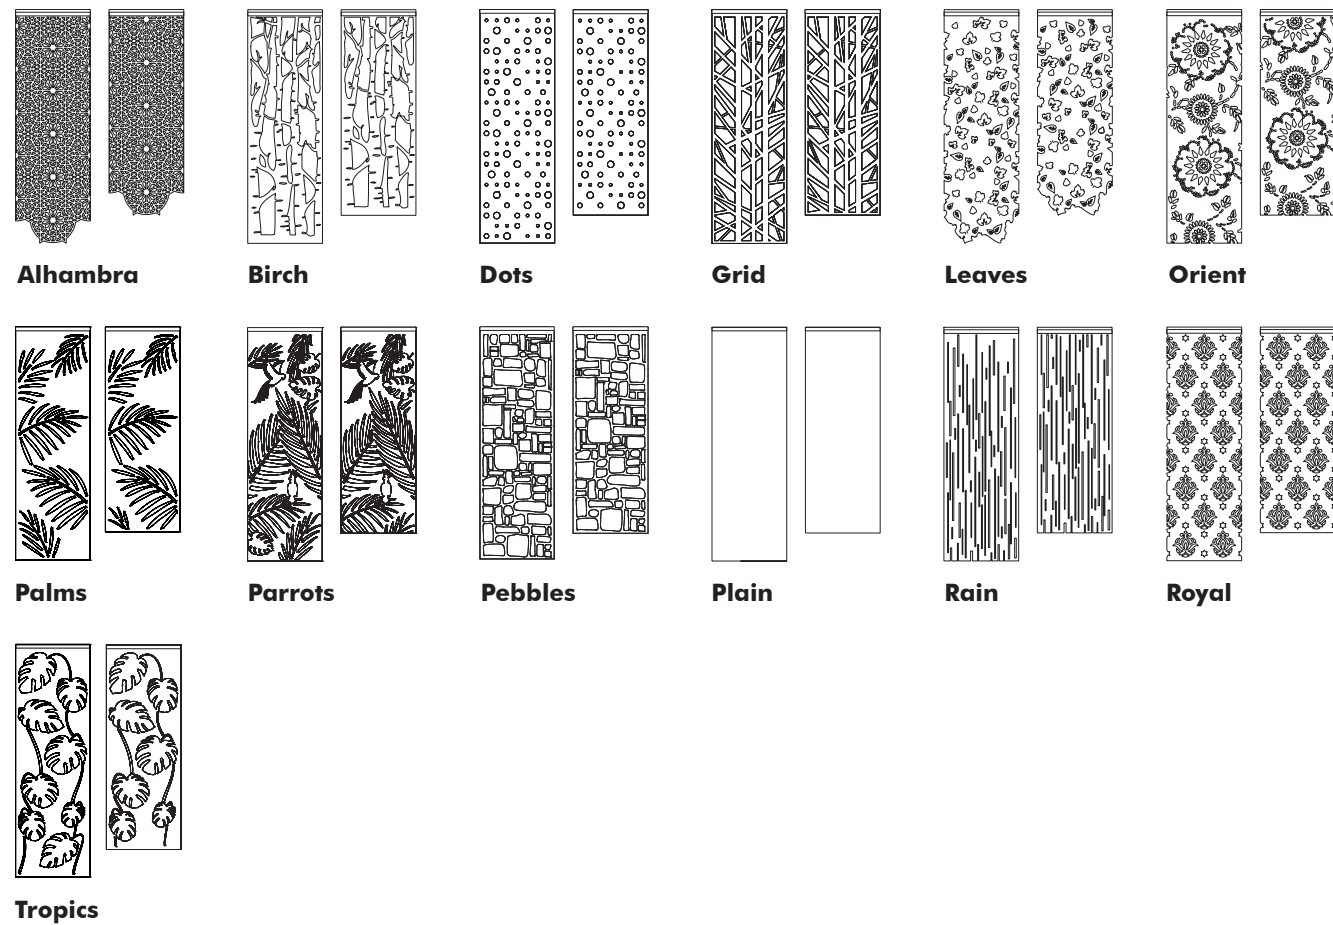 Alhambra Birch Dots Grid Leaves Orient
Palms Parrots Pebbles Plain Rain Royal
Tropics